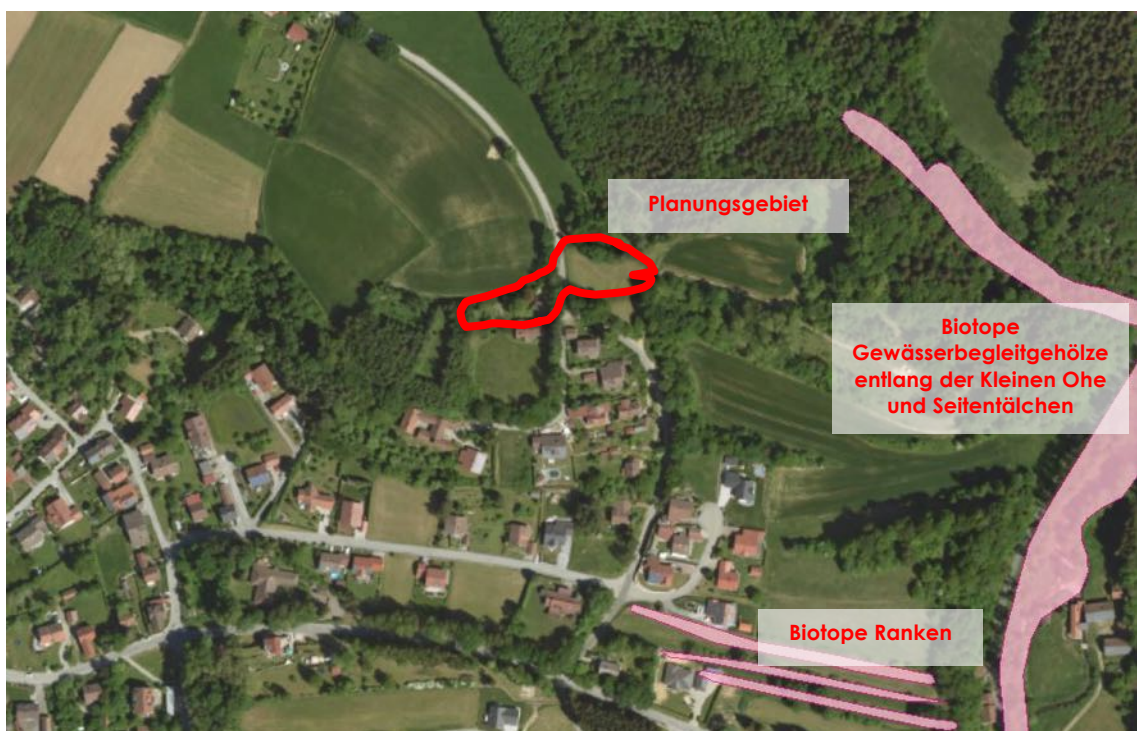 Planungsgebiet
Biotope
Gewässerbegleitgehölze
entlang der Kleinen Ohe
und Seitentälchen
Biotope Ranken